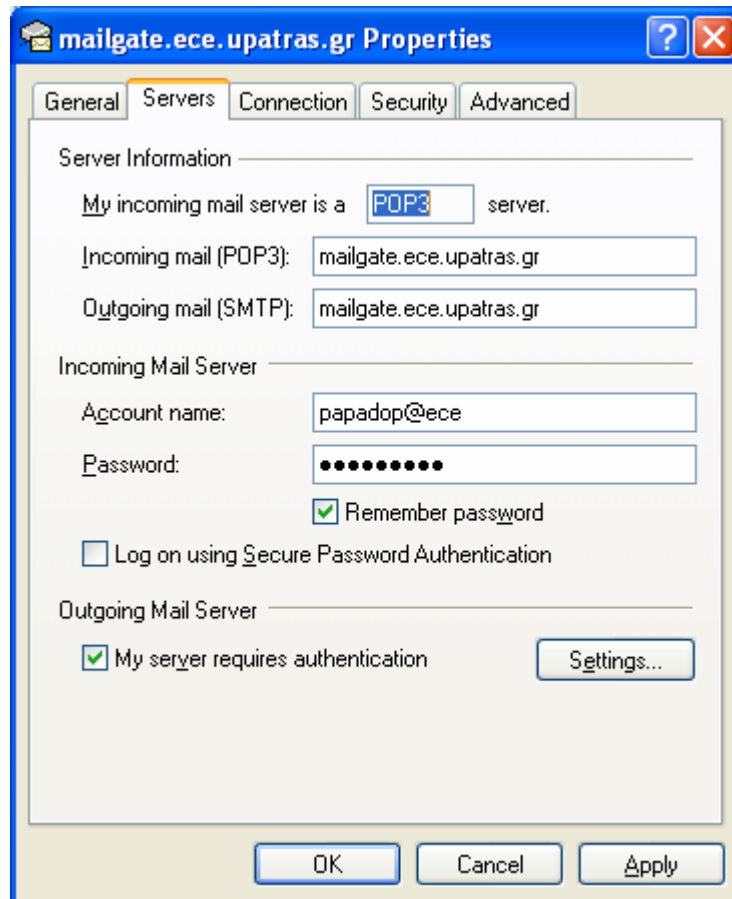 mailgate.ece.upatras.gr Properties
General Servers Connection Security Advanced
Server Information
My incoming mail server is a POP3 server.
Incoming mail (POP3): mailgate.ece.upatras.gr
Outgoing mail (SMTP): mailgate.ece.upatras.gr
Incoming Mail Server
Account name: papadop@ece
Password: ●●●●●●●●●
Remember password
Log on using Secure Password Authentication
Outgoing Mail Server
My server requires authentication Settings...
OK Cancel Apply